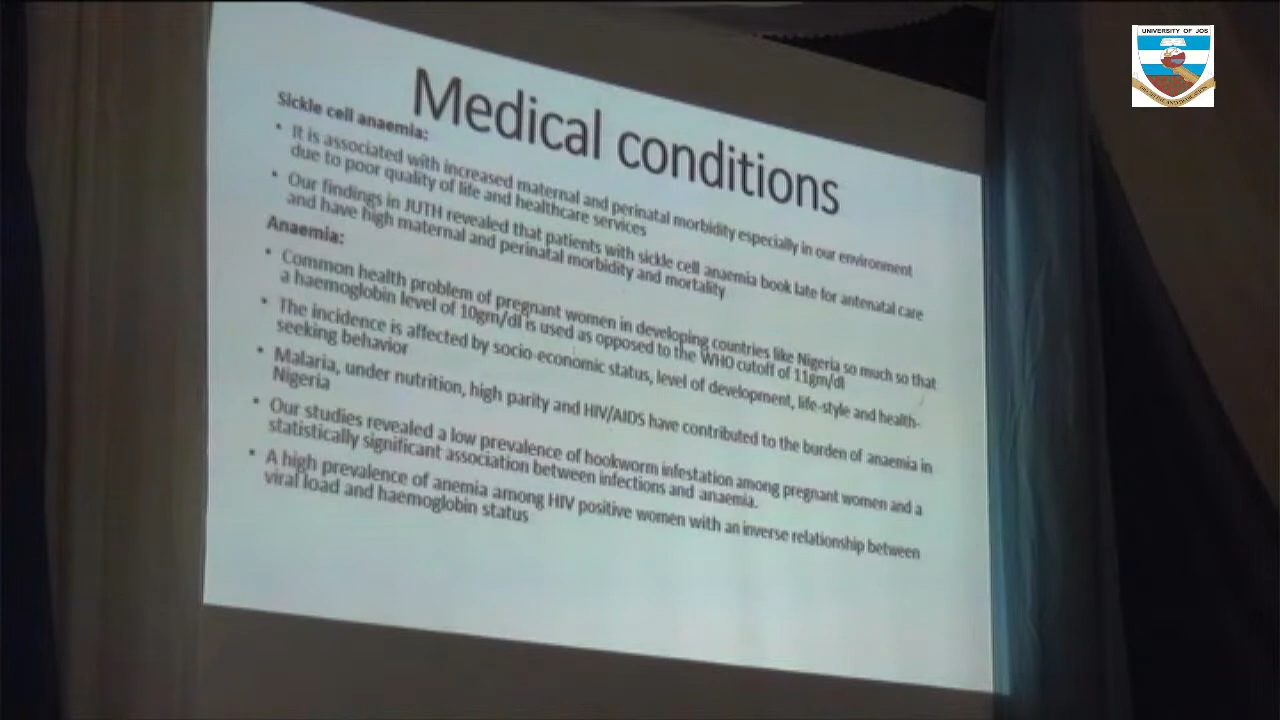 UNIVERSITY OF JOS
Medical conditions
Sickle cell anaemia:
• It is associated with increased maternal and perinatal morbidity especially in our environment
due to poor quality of life and healthcare services
• Our findings in JUTH revealed that patients with sickle cell anaemia book late for antenatal care
and have high maternal and perinatal morbidity and mortality
Anaemia:
• Common health problem of pregnant women in developing countries like Nigeria so much so that
a haemoglobin level of 10gm/dl is used as opposed to the WHO cutoff of 11gm/dl
• The incidence is affected by socio-economic status, level of development, life-style and health-
seeking behavior
• Malaria, under nutrition, high parity and HIV/AIDS have contributed to the burden of anaemia in
Nigeria
• Our studies revealed a low prevalence of hookworm infestation among pregnant women and a
statistically significant association between infections and anaemia.
• A high prevalence of anemia among HIV positive women with an inverse relationship between
viral load and haemoglobin status